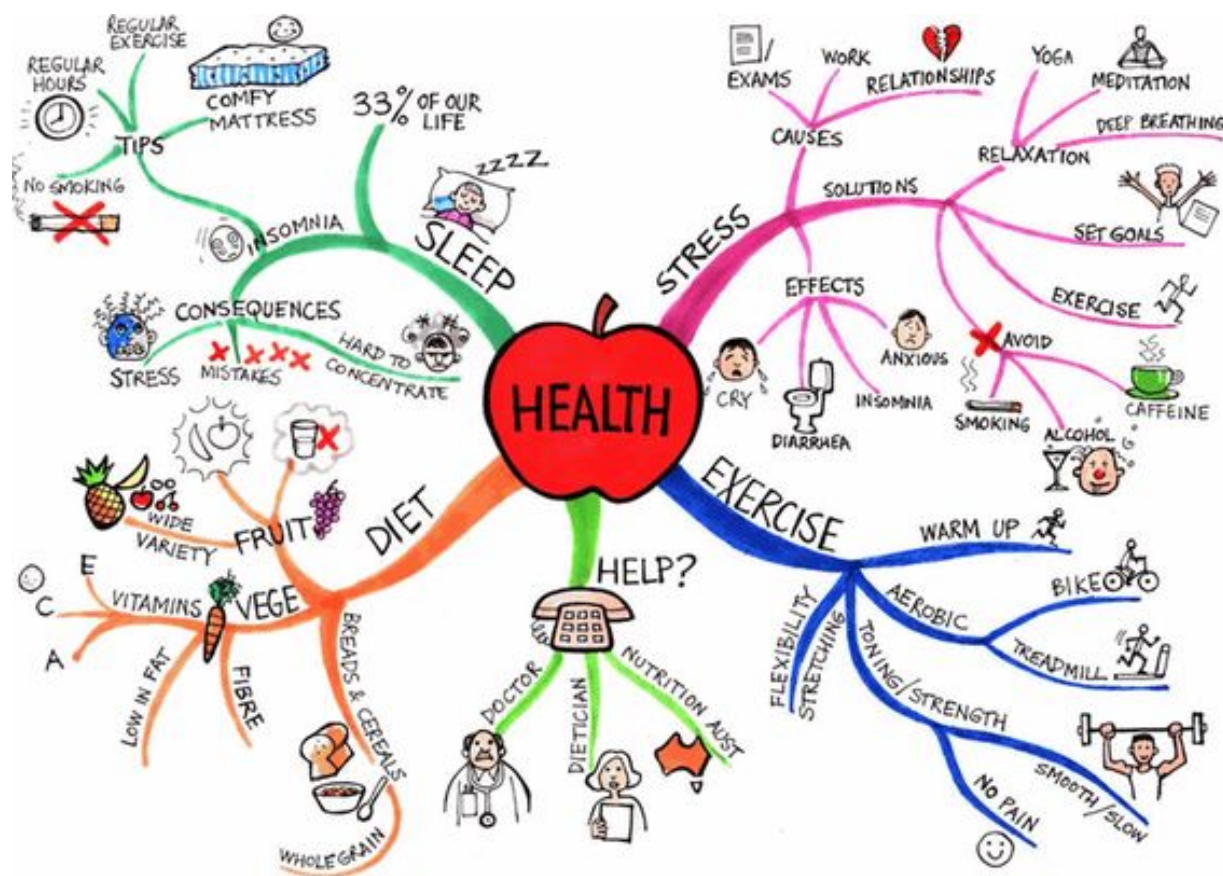 HEALTH
SLEEP
33% OF OUR
LIFE
ZZZZ
INSOMNIA
TIPS
REGULAR
EXERCISE
REGULAR
HOURS
COMFY
MATTRESS
NO SMOKING
CONSEQUENCES
STRESS
MISTAKES
HARD TO
CONCENTRATE
STRESS
CAUSES
EXAMS
WORK
RELATIONSHIPS
SOLUTIONS
RELAXATION
YOGA
MEDITATION
DEEP BREATHING
SET GOALS
EXERCISE
AVOID
SMOKING
ALCOHOL
CAFFEINE
EFFECTS
CRY
DIARRHEA
INSOMNIA
ANXIOUS
EXERCISE
WARM UP
AEROBIC
BIKE
TREADMILL
TONING/STRENGTH
SMOOTH/SLOW
NO PAIN
FLEXIBILITY
STRETCHING
HELP?
DOCTOR
DIETICIAN
NUTRITION AUST
DIET
FRUIT
WIDE
VARIETY
VEGE
VITAMINS
E
C
A
LOW IN FAT
FIBRE
BREADS & CEREALS
WHOLEGRAIN